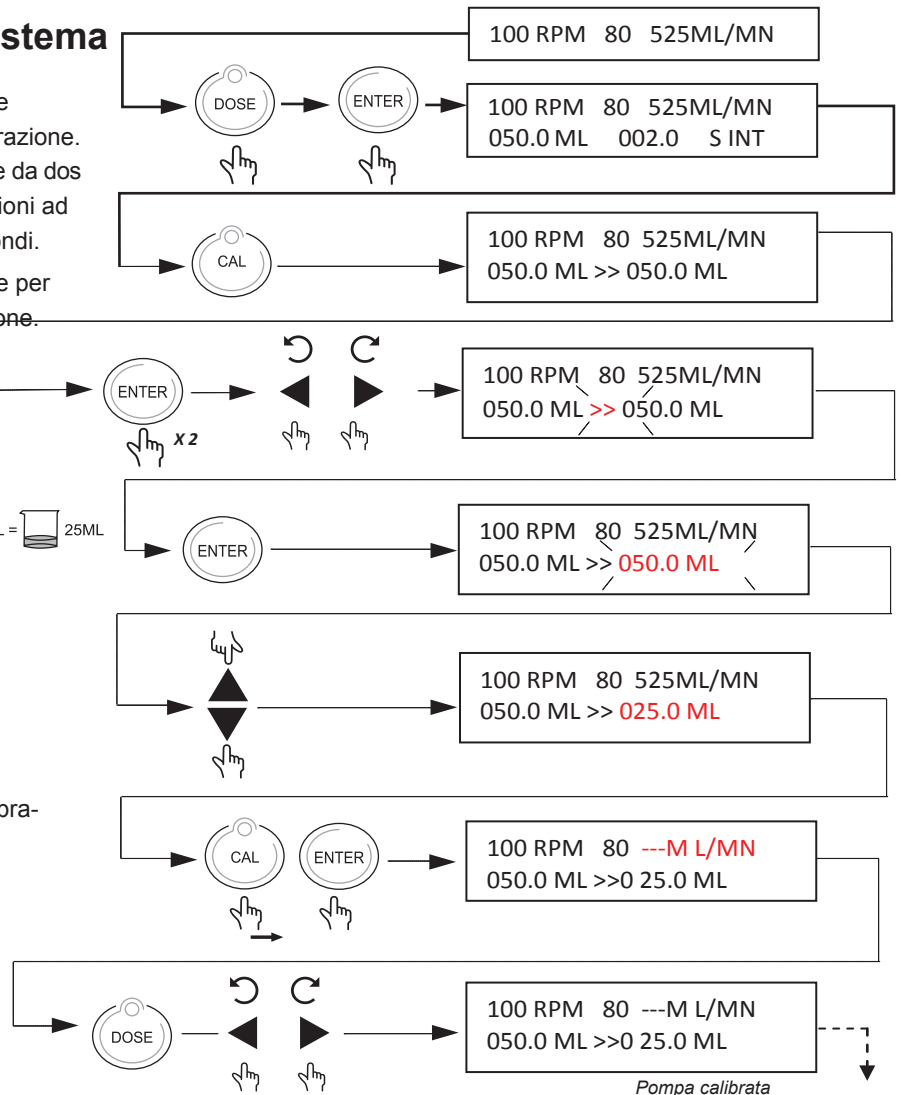 stema
100 RPM 80 525ML/MN
e
DOSE
ENTER
100 RPM 80 525ML/MN
050.0 ML 002.0 S INT
razione.
e da dos
ioni ad
ondi.
CAL
100 RPM 80 525ML/MN
050.0 ML >> 050.0 ML
e per
one.
ENTER
X 2
100 RPM 80 525ML/MN
050.0 ML >> 050.0 ML
L = 25ML
ENTER
100 RPM 80 525ML/MN
050.0 ML >> 050.0 ML
100 RPM 80 525ML/MN
050.0 ML >> 025.0 ML
bra-
CAL
ENTER
100 RPM 80 ---M L/MN
050.0 ML >>0 25.0 ML
DOSE
100 RPM 80 ---M L/MN
050.0 ML >>0 25.0 ML
Pompa calibrata